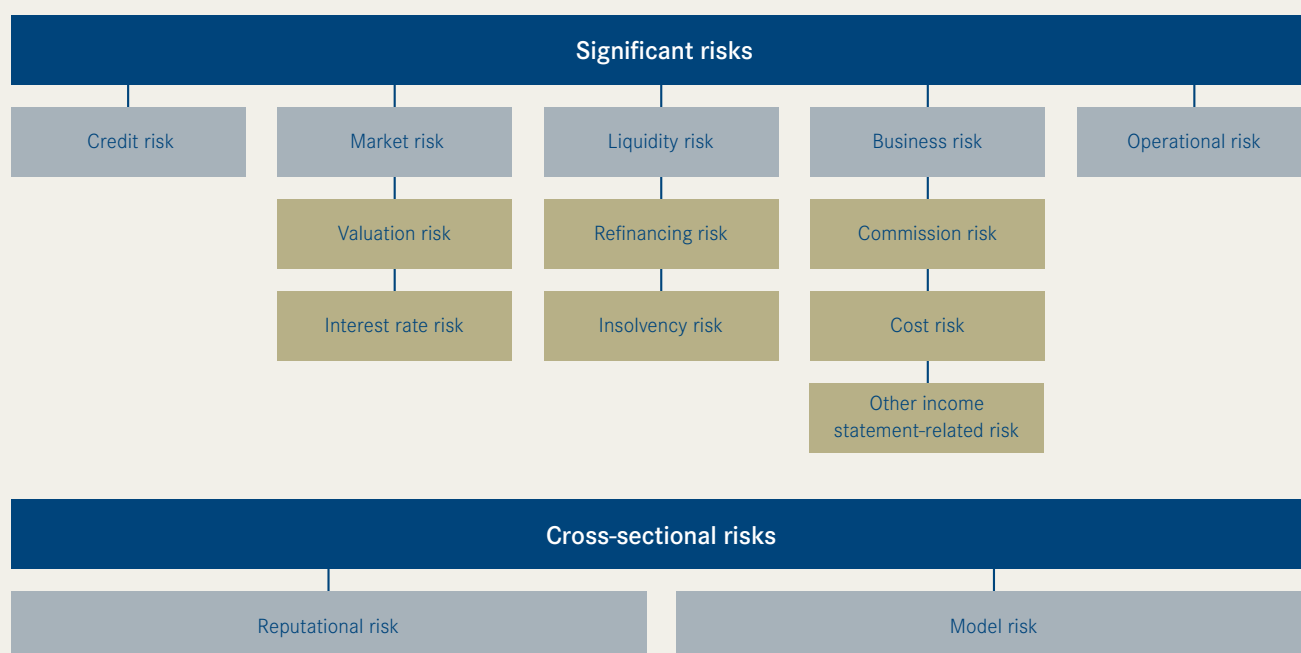 Significant risks
Credit risk
Market risk
Liquidity risk
Business risk
Operational risk
Valuation risk
Refinancing risk
Commission risk
Interest rate risk
Insolvency risk
Cost risk
Other income
statement-related risk
Cross-sectional risks
Reputational risk
Model risk